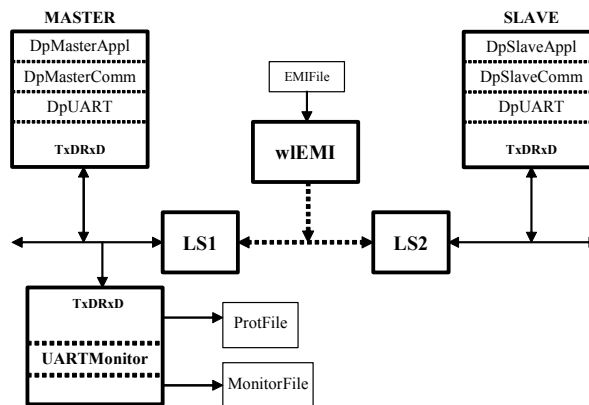 MASTER
SLAVE
DpMasterAppl
DpMasterComm
DpUART
TxDRxD
EMIFile
wlEMI
DpSlaveAppl
DpSlaveComm
DpUART
TxDRxD
LS1
LS2
TxDRxD
UARTMonitor
ProtFile
MonitorFile